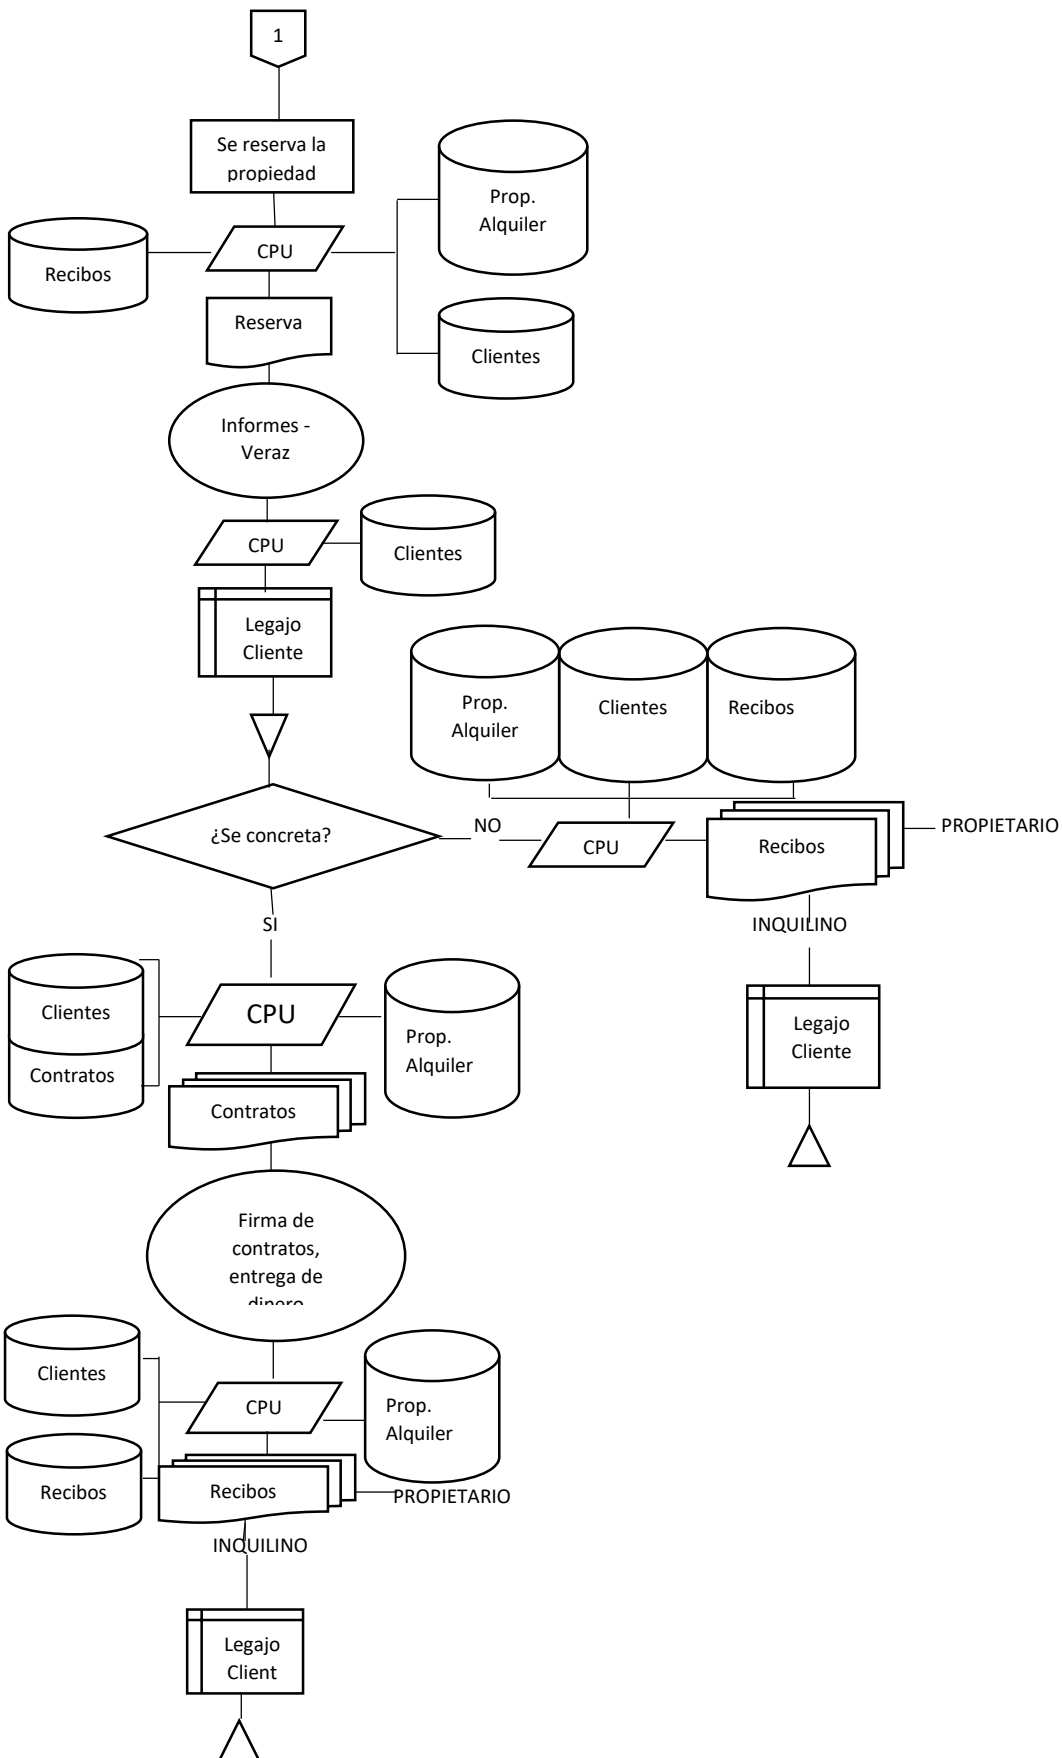 1
Se reserva la
propiedad
Prop.
Alquiler
CPU
Recibos
Reserva
Clientes
Informes -
Veraz
CPU
Clientes
Legajo
Cliente
Prop.
Alquiler
Clientes
Recibos
¿Se concreta?
NO
CPU
Recibos
PROPIETARIO
INQUILINO
SI
Clientes
Contratos
CPU
Prop.
Alquiler
Legajo
Cliente
Contratos
Firma de
contratos,
entrega de
dinero
Clientes
CPU
Prop.
Alquiler
Recibos
Recibos
PROPIETARIO
INQUILINO
Legajo
Client